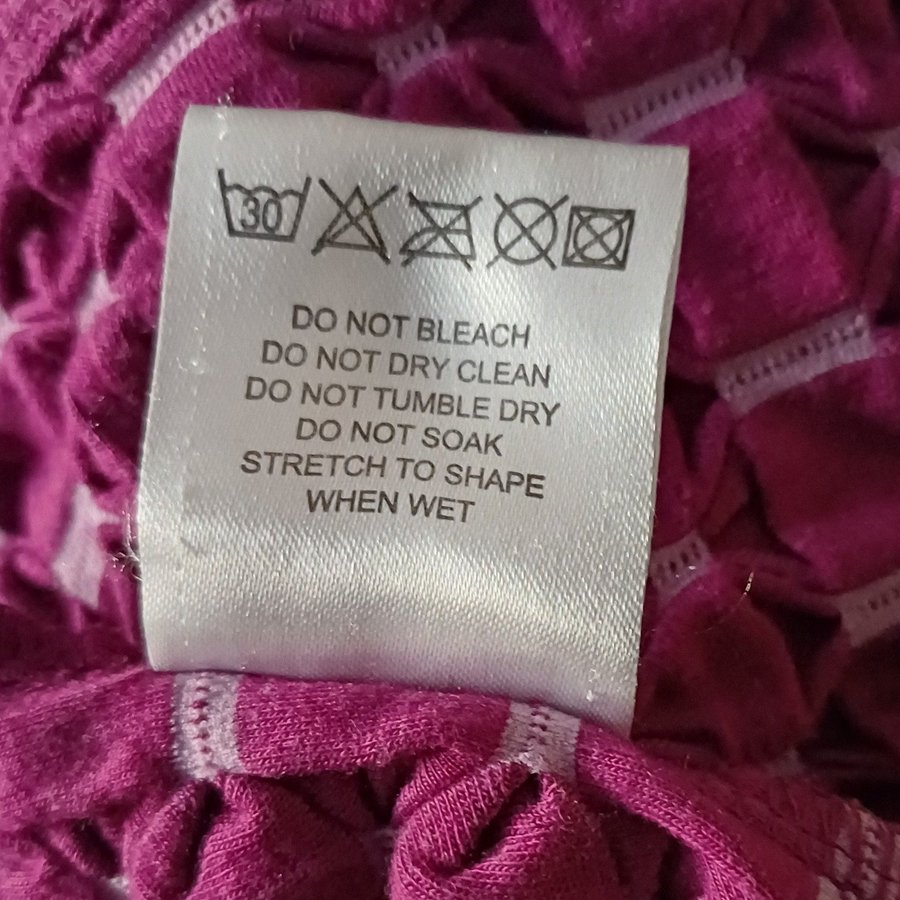 30
DO NOT BLEACH
DO NOT DRY CLEAN
DO NOT TUMBLE DRY
DO NOT SOAK
STRETCH TO SHAPE
WHEN WET